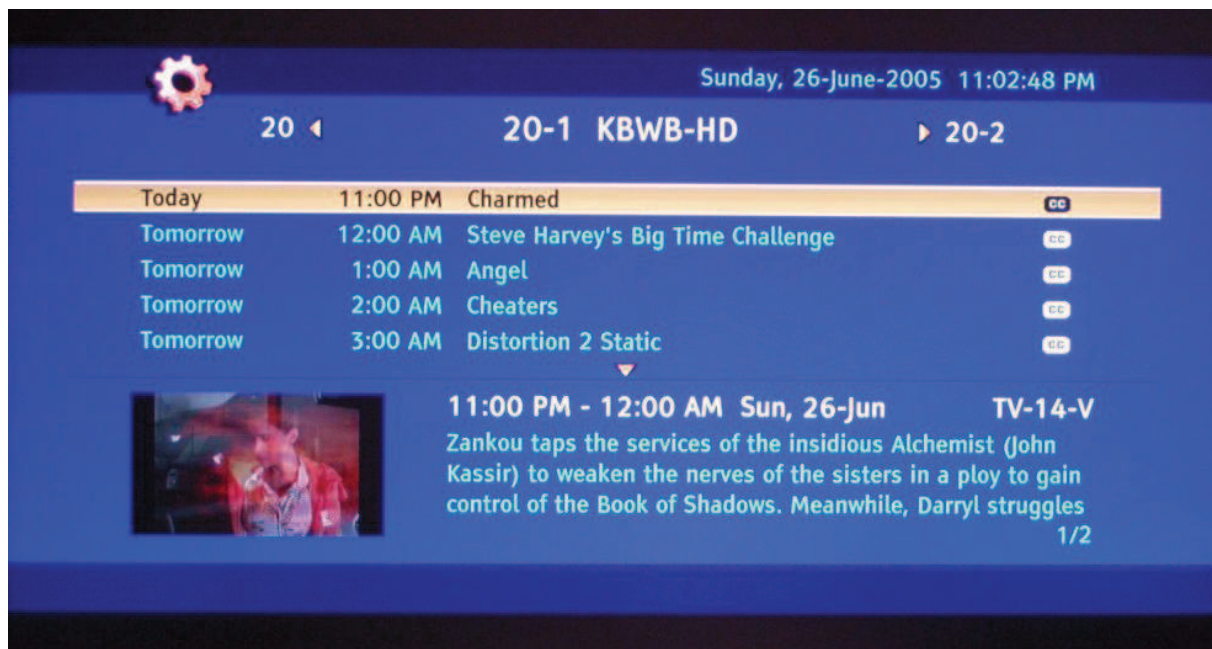 Sunday, 26-June-2005 11:02:48 PM
20 20-1 KBWB-HD 20-2
Today 11:00 PM Charmed CC
Tomorrow 12:00 AM Steve Harvey's Big Time Challenge CC
Tomorrow 1:00 AM Angel CC
Tomorrow 2:00 AM Cheaters CC
Tomorrow 3:00 AM Distortion 2 Static CC
11:00 PM - 12:00 AM Sun, 26-Jun TV-14-V
Zankou taps the services of the insidious Alchemist (John
Kassir) to weaken the nerves of the sisters in a ploy to gain
control of the Book of Shadows. Meanwhile, Darryl struggles
1/2